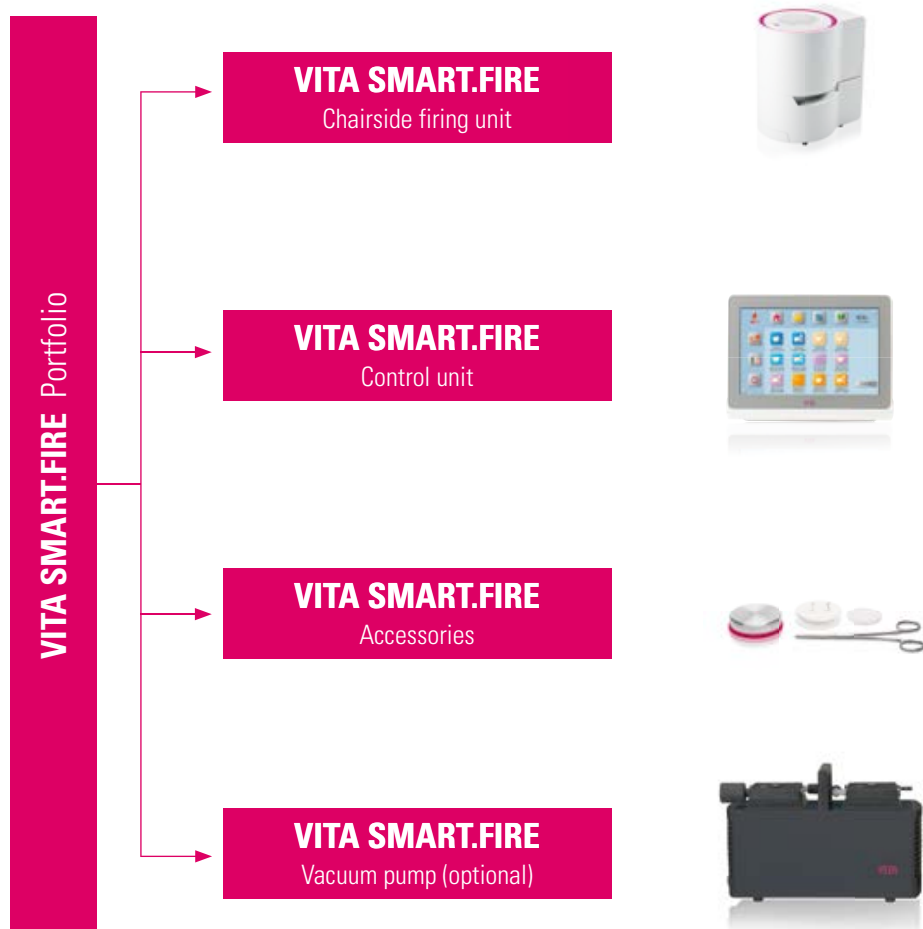 VITA SMART.FIRE Portfolio
VITA SMART.FIRE
Chairside firing unit
VITA SMART.FIRE
Control unit
VITA SMART.FIRE
Accessories
VITA SMART.FIRE
Vacuum pump (optional)
VITA